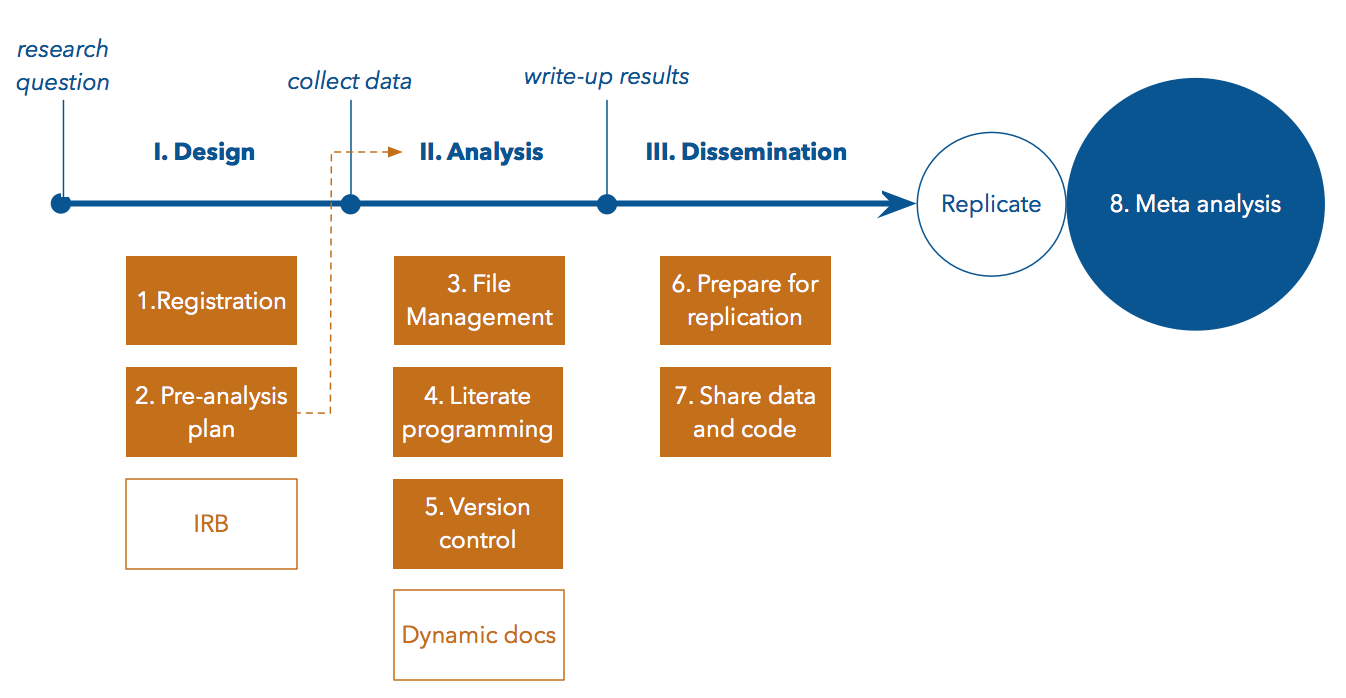 research
question
collect data
write-up results
I. Design
II. Analysis
III. Dissemination
Replicate
8. Meta analysis
1.Registration
2. Pre-analysis
plan
IRB
3. File
Management
4. Literate
programming
5. Version
control
Dynamic docs
6. Prepare for
replication
7. Share data
and code